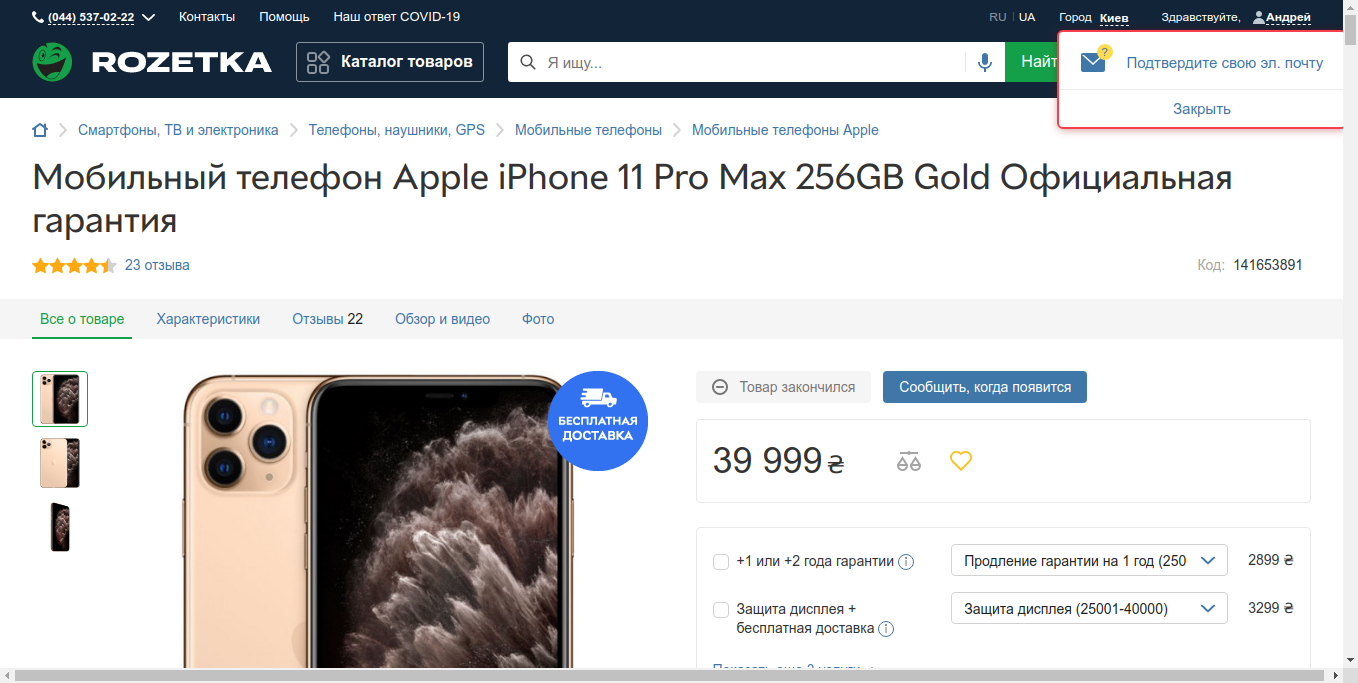 (044) 537-02-22 Контакты Помощь Наш ответ COVID-19 RU UA Город Киев Здравствуйте, Андрей
ROZETKA Каталог товаров Я ищу... Найт
? Подтвердите свою эл. почту
Закрыть
Смартфоны, ТВ и электроника Телефоны, наушники, GPS Мобильные телефоны Мобильные телефоны Apple
Мобильный телефон Apple iPhone 11 Pro Max 256GB Gold Официальная
гарантия
23 отзыва Код: 141653891
Все о товаре Характеристики Отзывы 22 Обзор и видео Фото
Товар закончился Сообщить, когда появится
БЕСПЛАТНАЯ
ДОСТАВКА
39 999 ₴
+1 или +2 года гарантии Продление гарантии на 1 год (250 2899 ₴
Защита дисплея + Защита дисплея (25001-40000) 3299 ₴
бесплатная доставка